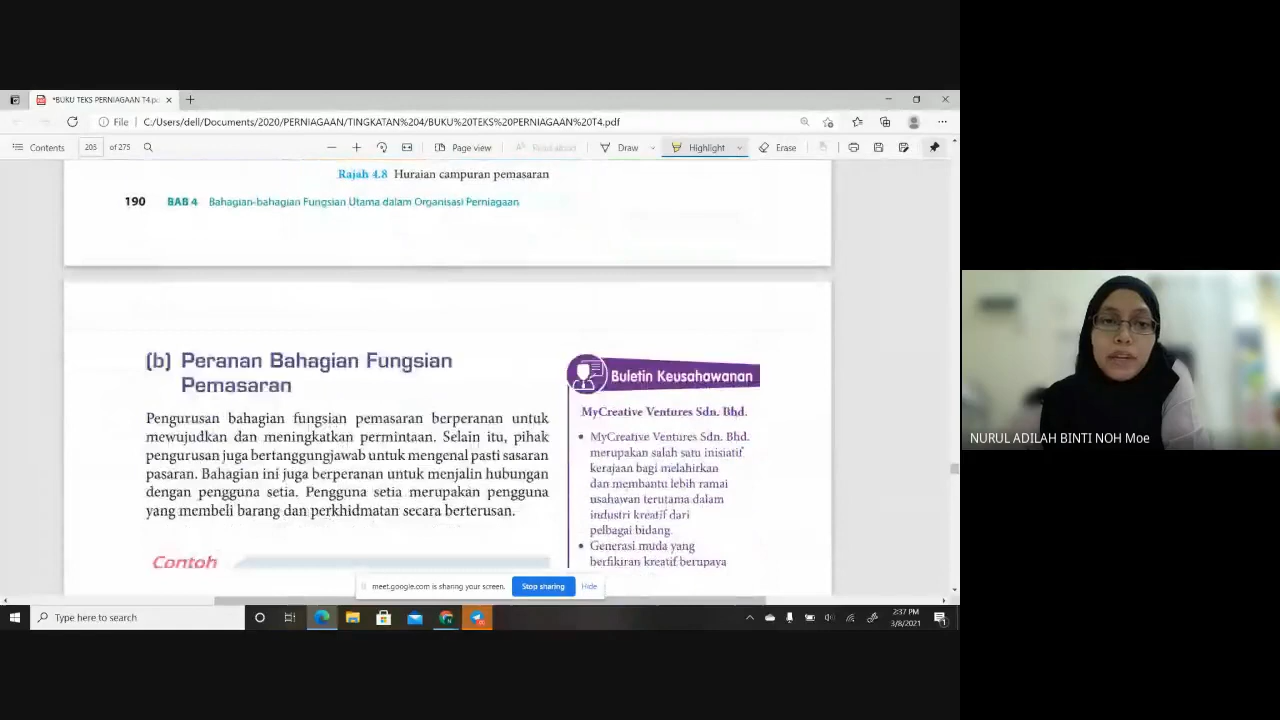 *BUKU TEKS PERNIAGAAN T4.pd
File
C:/Users/dell/Documents/2020/PERNIAGAAN/TINGKATAN%204/BUKU%20TEKS%20PERNIAGAAN%20T4.pdf
Contents
205
of 275
Page view
Read aloud
Draw
Highlight
Erase
Rajah 4.8 Huraian campuran pemasaran
190 BAB 4 Bahagian-bahagian Fungsian Utama dalam Organisasi Perniagaan
(b) Peranan Bahagian Fungsian
Pemasaran
Pengurusan bahagian fungsian pemasaran berperanan untuk
mewujudkan dan meningkatkan permintaan. Selain itu, pihak
pengurusan juga bertanggungjawab untuk mengenal pasti sasaran
pasaran. Bahagian ini juga berperanan untuk menjalin hubungan
dengan pengguna setia. Pengguna setia merupakan pengguna
yang membeli barang dan perkhidmatan secara berterusan.
Contoh
Buletin Keusahawanan
MyCreative Ventures Sdn. Bhd.
• MyCreative Ventures Sdn. Bhd.
merupakan salah satu inisiatif
kerajaan bagi melahirkan
dan membantu lebih ramai
usahawan terutama dalam
industri kreatif dari
pelbagai bidang.
• Generasi muda yang
berfikiran kreatif berupaya
meet.google.com is sharing your screen.
Stop sharing
Hide
Type here to search
2:37 PM
3/8/2021
NURUL ADILAH BINTI NOH Moe